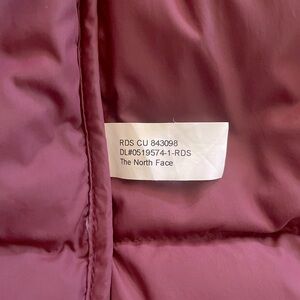 RDS CU 843098
DL#0519574-1-RDS
The North Face